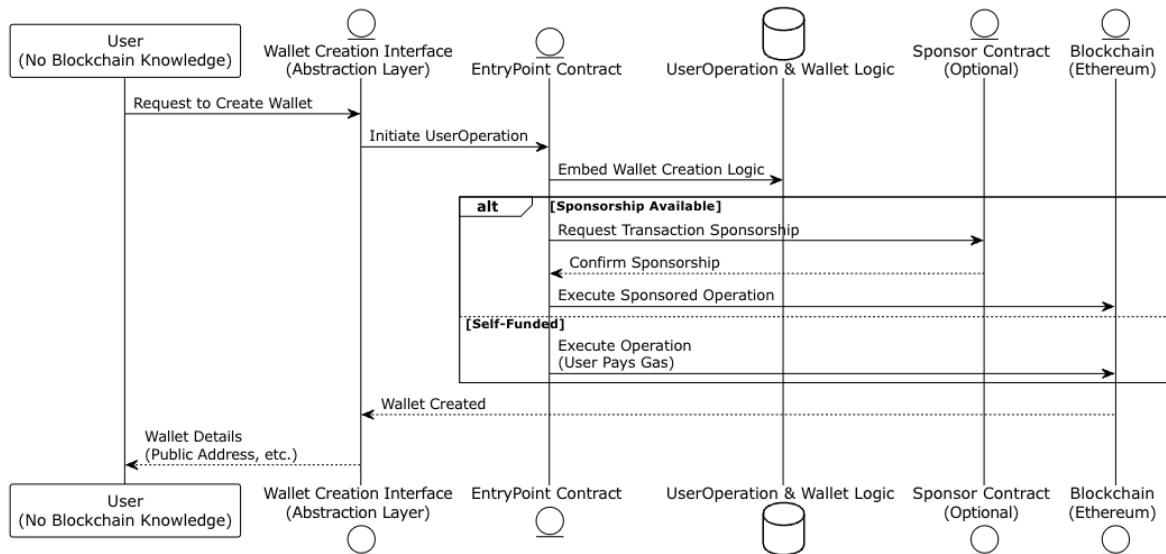 User
(No Blockchain Knowledge)
Wallet Creation Interface
(Abstraction Layer)
EntryPoint Contract
UserOperation & Wallet Logic
Sponsor Contract
(Optional)
Blockchain
(Ethereum)
Request to Create Wallet
Initiate UserOperation
Embed Wallet Creation Logic
alt
[Sponsorship Available]
Request Transaction Sponsorship
Confirm Sponsorship
Execute Sponsored Operation
[Self-Funded]
Execute Operation
(User Pays Gas)
Wallet Created
Wallet Details
(Public Address, etc.)
User
(No Blockchain Knowledge)
Wallet Creation Interface
(Abstraction Layer)
EntryPoint Contract
UserOperation & Wallet Logic
Sponsor Contract
(Optional)
Blockchain
(Ethereum)